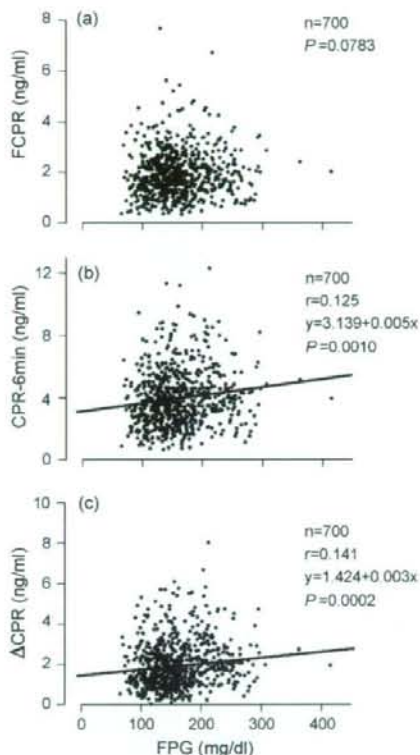 (a)
n=700
P=0.0783
FCPR (ng/ml)
8
6
4
2
0
(b)
n=700
r=0.125
y=3.139+0.005x
P=0.0010
CPR-6min (ng/ml)
12
8
4
0
(c)
n=700
r=0.141
y=1.424+0.003x
P=0.0002
ΔCPR (ng/ml)
10
8
6
4
2
0
0 100 200 300 400
FPG (mg/dl)